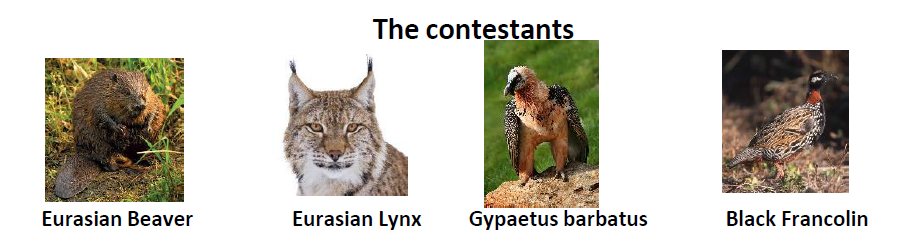 The contestants
Eurasian Beaver
Eurasian Lynx
Gypaetus barbatus
Black Francolin